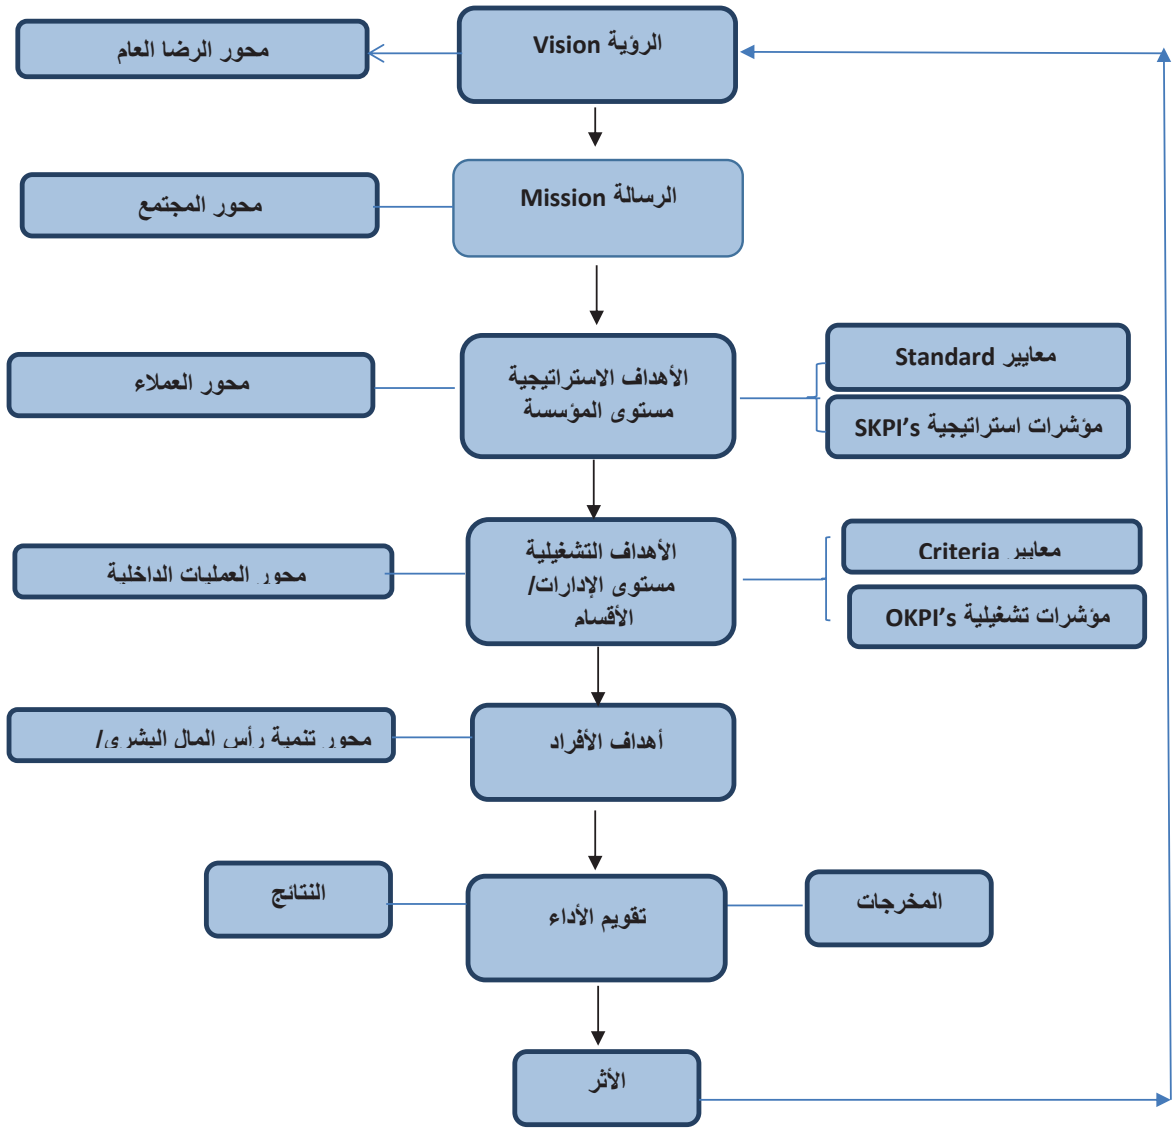 الرؤية Vision
محور الرضا العام
الرسالة Mission
محور المجتمع
الأهداف الاستراتيجية
مستوى المؤسسة
معايير Standard
مؤشرات استراتيجية SKPI's
محور العملاء
الأهداف التشغيلية
مستوى الإدارات/
الأقسام
معايير Criteria
مؤشرات تشغيلية OKPI's
محور العمليات الداخلية
أهداف الأفراد
محور تنمية رأس المال البشري/
المخرجات
تقويم الأداء
النتائج
الأثر